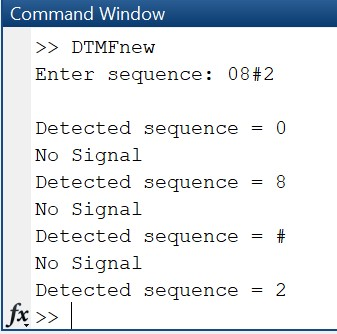 Command Window
>> DTMFnew
Enter sequence: 08#2
Detected sequence = 0
No Signal
Detected sequence = 8
No Signal
Detected sequence = #
No Signal
Detected sequence = 2
fx >>